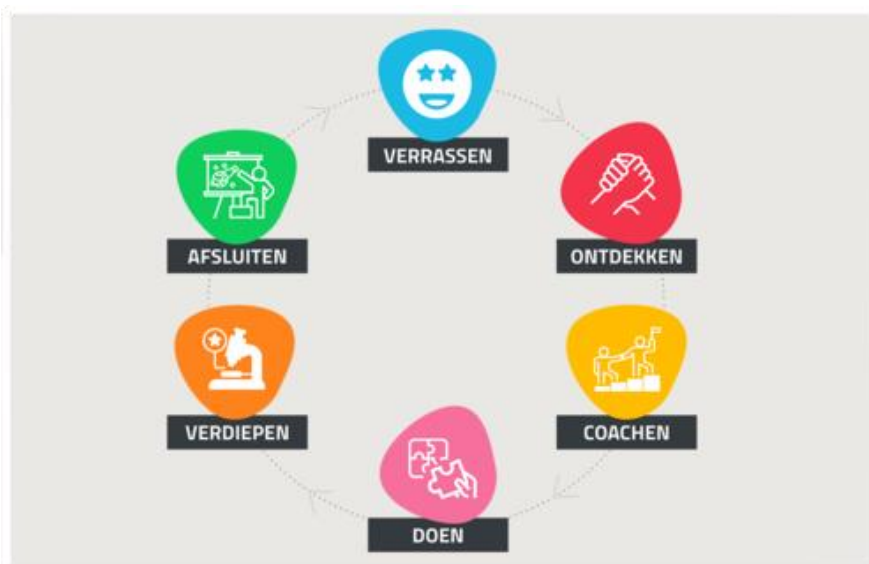 VERRASSEN
ONTDEKKEN
COACHEN
DOEN
VERDIEPEN
AFSLUITEN